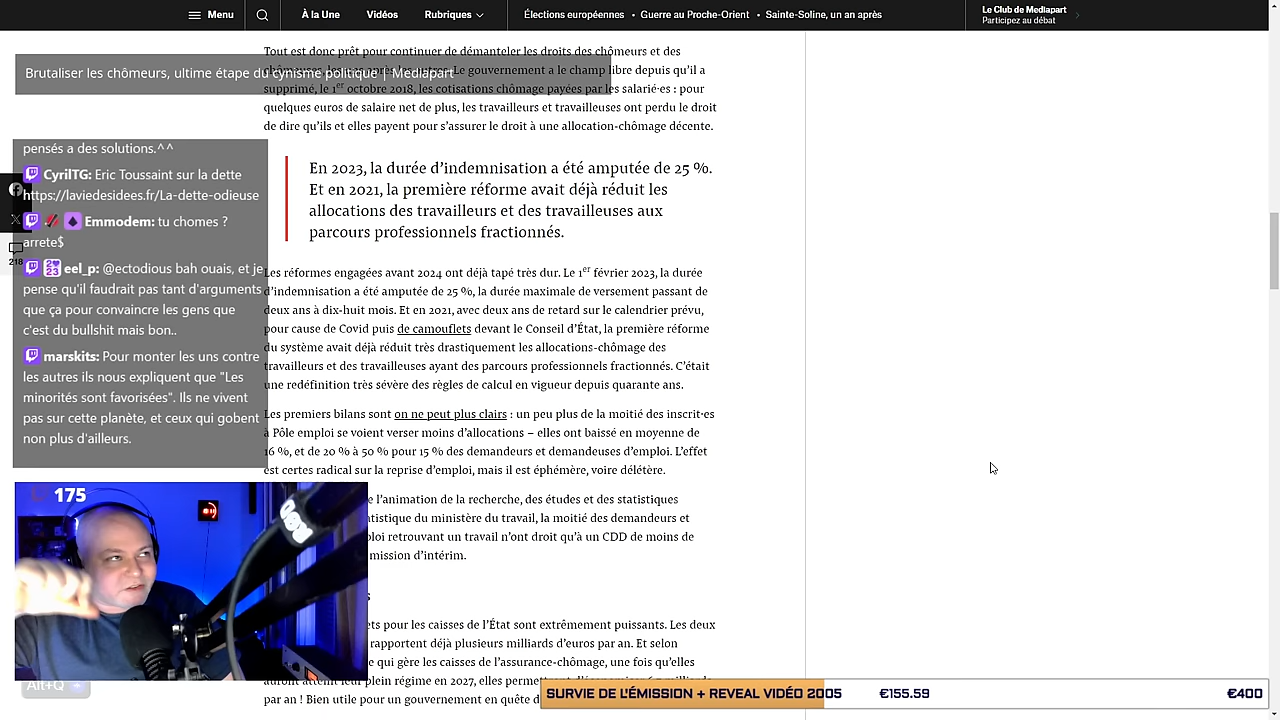 Menu
À la Une
Vidéos
Rubriques
Élections européennes • Guerre au Proche-Orient • Sainte-Soline, un an après
Le Club de Mediapart
Participez au débat
Tout est donc prêt pour continuer de démanteler les droits des chômeurs et des
Le gouvernement a le champ libre depuis qu’il a
supprimé, le 1er octobre 2018, les cotisations chômage payées par les salarié·es : pour
quelques euros de salaire net de plus, les travailleurs et travailleuses ont perdu le droit
de dire qu’ils et elles payent pour s’assurer le droit à une allocation-chômage décente.
Brutaliser les chômeurs, ultime étape du cynisme politique | Mediapart
En 2023, la durée d’indemnisation a été amputée de 25 %.
Et en 2021, la première réforme avait déjà réduit les
allocations des travailleurs et des travailleuses aux
parcours professionnels fractionnés.
Les réformes engagées avant 2024 ont déjà tapé très dur. Le 1er février 2023, la durée
d’indemnisation a été amputée de 25 %, la durée maximale de versement passant de
deux ans à dix-huit mois. Et en 2021, avec deux ans de retard sur le calendrier prévu,
pour cause de Covid puis de camouflets devant le Conseil d’État, la première réforme
du système avait déjà réduit très drastiquement les allocations-chômage des
travailleurs et des travailleuses ayant des parcours professionnels fractionnés. C’était
une redéfinition très sévère des règles de calcul en vigueur depuis quarante ans.
Les premiers bilans sont on ne peut plus clairs : un peu plus de la moitié des inscrit·es
à Pôle emploi se voient verser moins d’allocations – elles ont baissé en moyenne de
16 %, et de 20 % à 50 % pour 15 % des demandeurs et demandeuses d’emploi. L’effet
est certes radical sur la reprise d’emploi, mais il est éphémère, voire délétère.
e l’animation de la recherche, des études et des statistiques
atistique du ministère du travail, la moitié des demandeurs et
ploi retrouvant un travail n’ont droit qu’à un CDD de moins de
mission d’intérim.
s
ets pour les caisses de l’État sont extrêmement puissants. Les deux
rapportent déjà plusieurs milliards d’euros par an. Et selon
e qui gère les caisses de l’assurance-chômage, une fois qu’elles
auront atteint leur plein régime en 2027, elles permett
par an ! Bien utile pour un gouvernement en quête d
pensés a des solutions.^^
CyrilTG: Eric Toussaint sur la dette
https://laviedesidees.fr/La-dette-odieuse
Emmodem: tu chomes ?
arrete$
eel_p: @ectodious bah ouais, et je
pense qu'il faudrait pas tant d'arguments
que ça pour convaincre les gens que
c'est du bullshit mais bon..
marskits: Pour monter les uns contre
les autres ils nous expliquent que "Les
minorités sont favorisées". Ils ne vivent
pas sur cette planète, et ceux qui gobent
non plus d'ailleurs.
218
175
Alt+Q
SURVIE DE L'ÉMISSION + REVEAL VIDÉO 2005 €155.59 €400